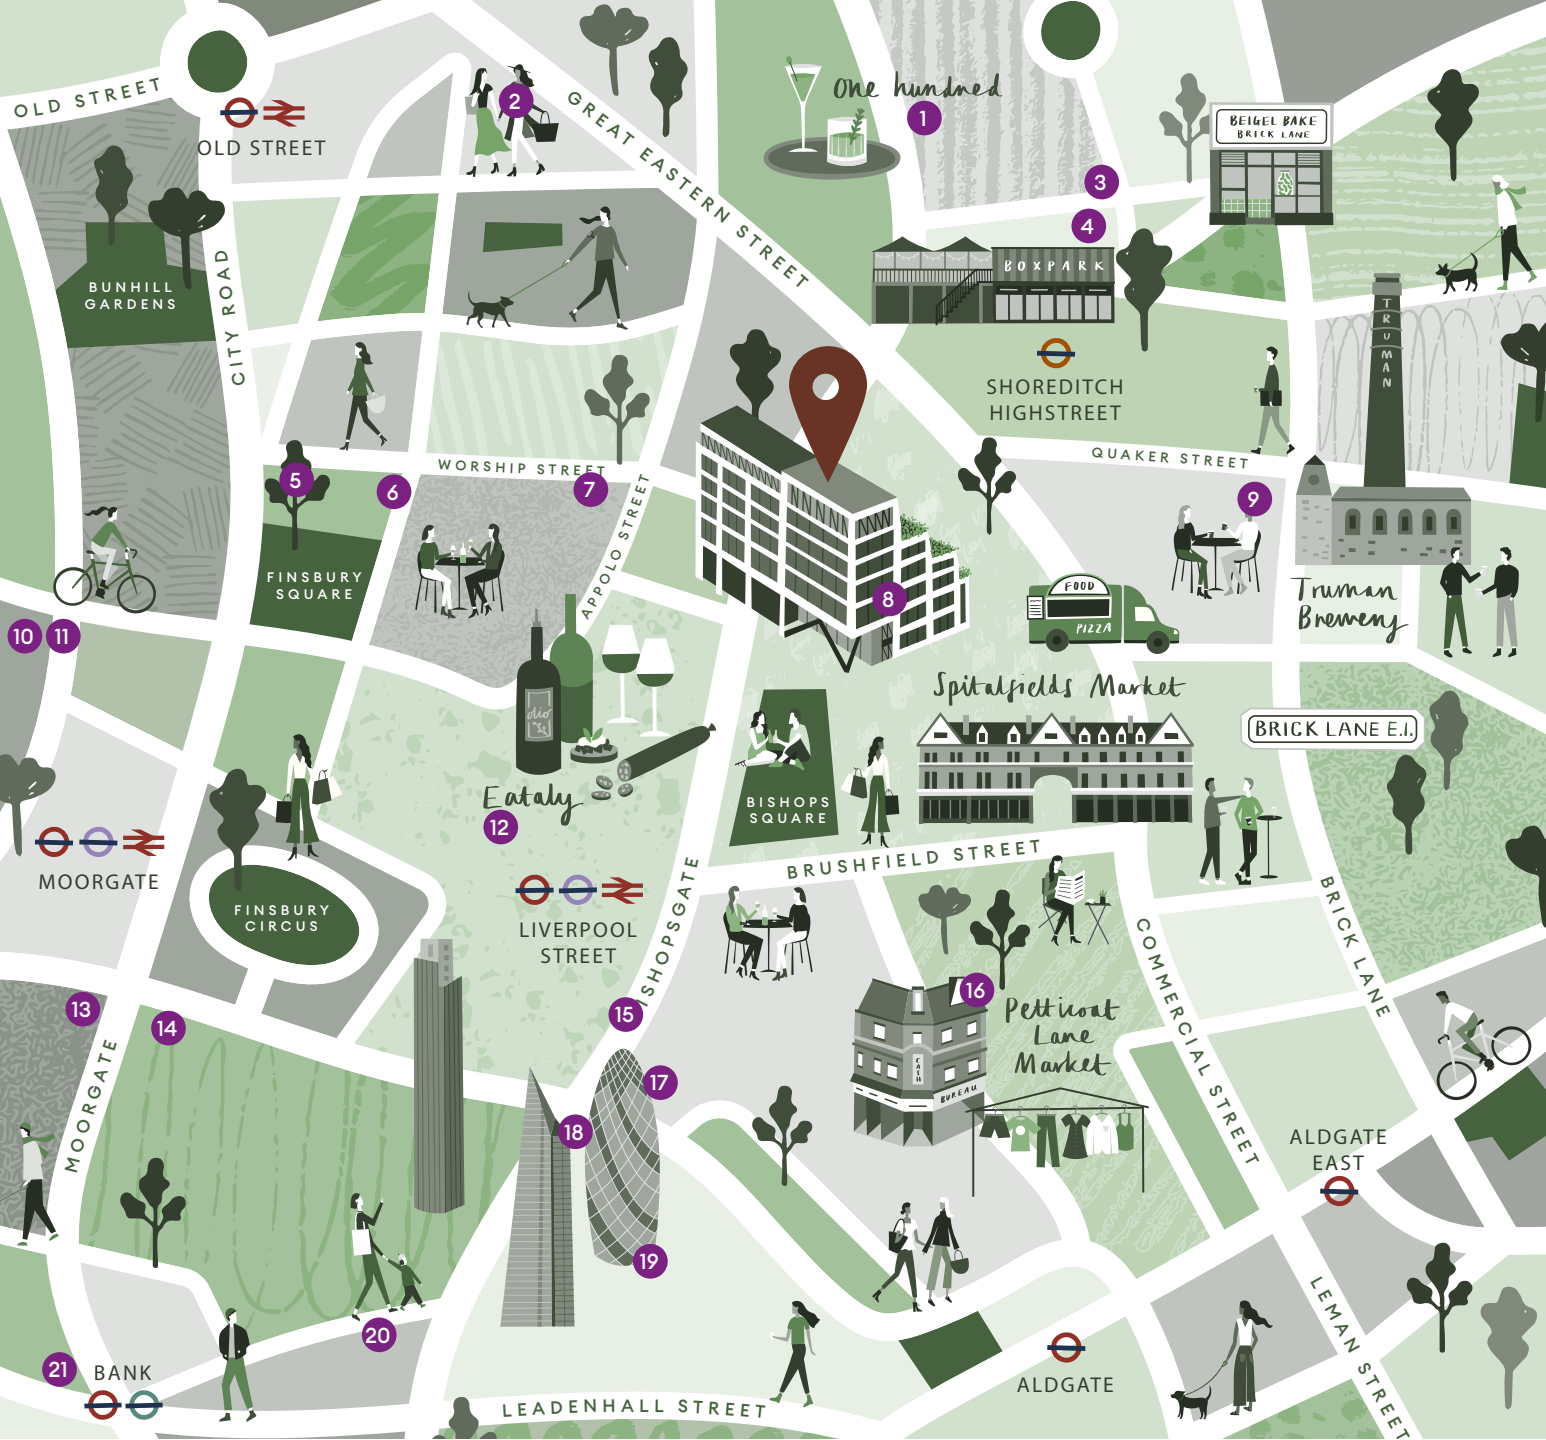 OLD STREET
OLD STREET
2
GREAT EASTERN STREET
One hundred
1
BEIGEL BAKE
BRICK LANE
3
4
BOXPARK
BUNHILL
GARDENS
CITY ROAD
TRUMAN
SHOREDITCH
HIGHSTREET
QUAKER STREET
WORSHIP STREET
5
6
7
9
APPOLO STREET
FINSBURY
SQUARE
8
FOOD
PIZZA
Truman
Brewery
10
11
Spitalfields Market
olio
BRICK LANE E.I.
Eataly
12
BISHOPS
SQUARE
MOORGATE
BRUSHFIELD STREET
FINSBURY
CIRCUS
LIVERPOOL
STREET
BISHOPSGATE
COMMERCIAL STREET
BRICK LANE
13
14
15
16
Petticoat
Lane
Market
CASH
BUREAU
MOORGATE
17
18
ALDGATE
EAST
19
20
21
BANK
ALDGATE
LEMAN STREET
LEADENHALL STREET